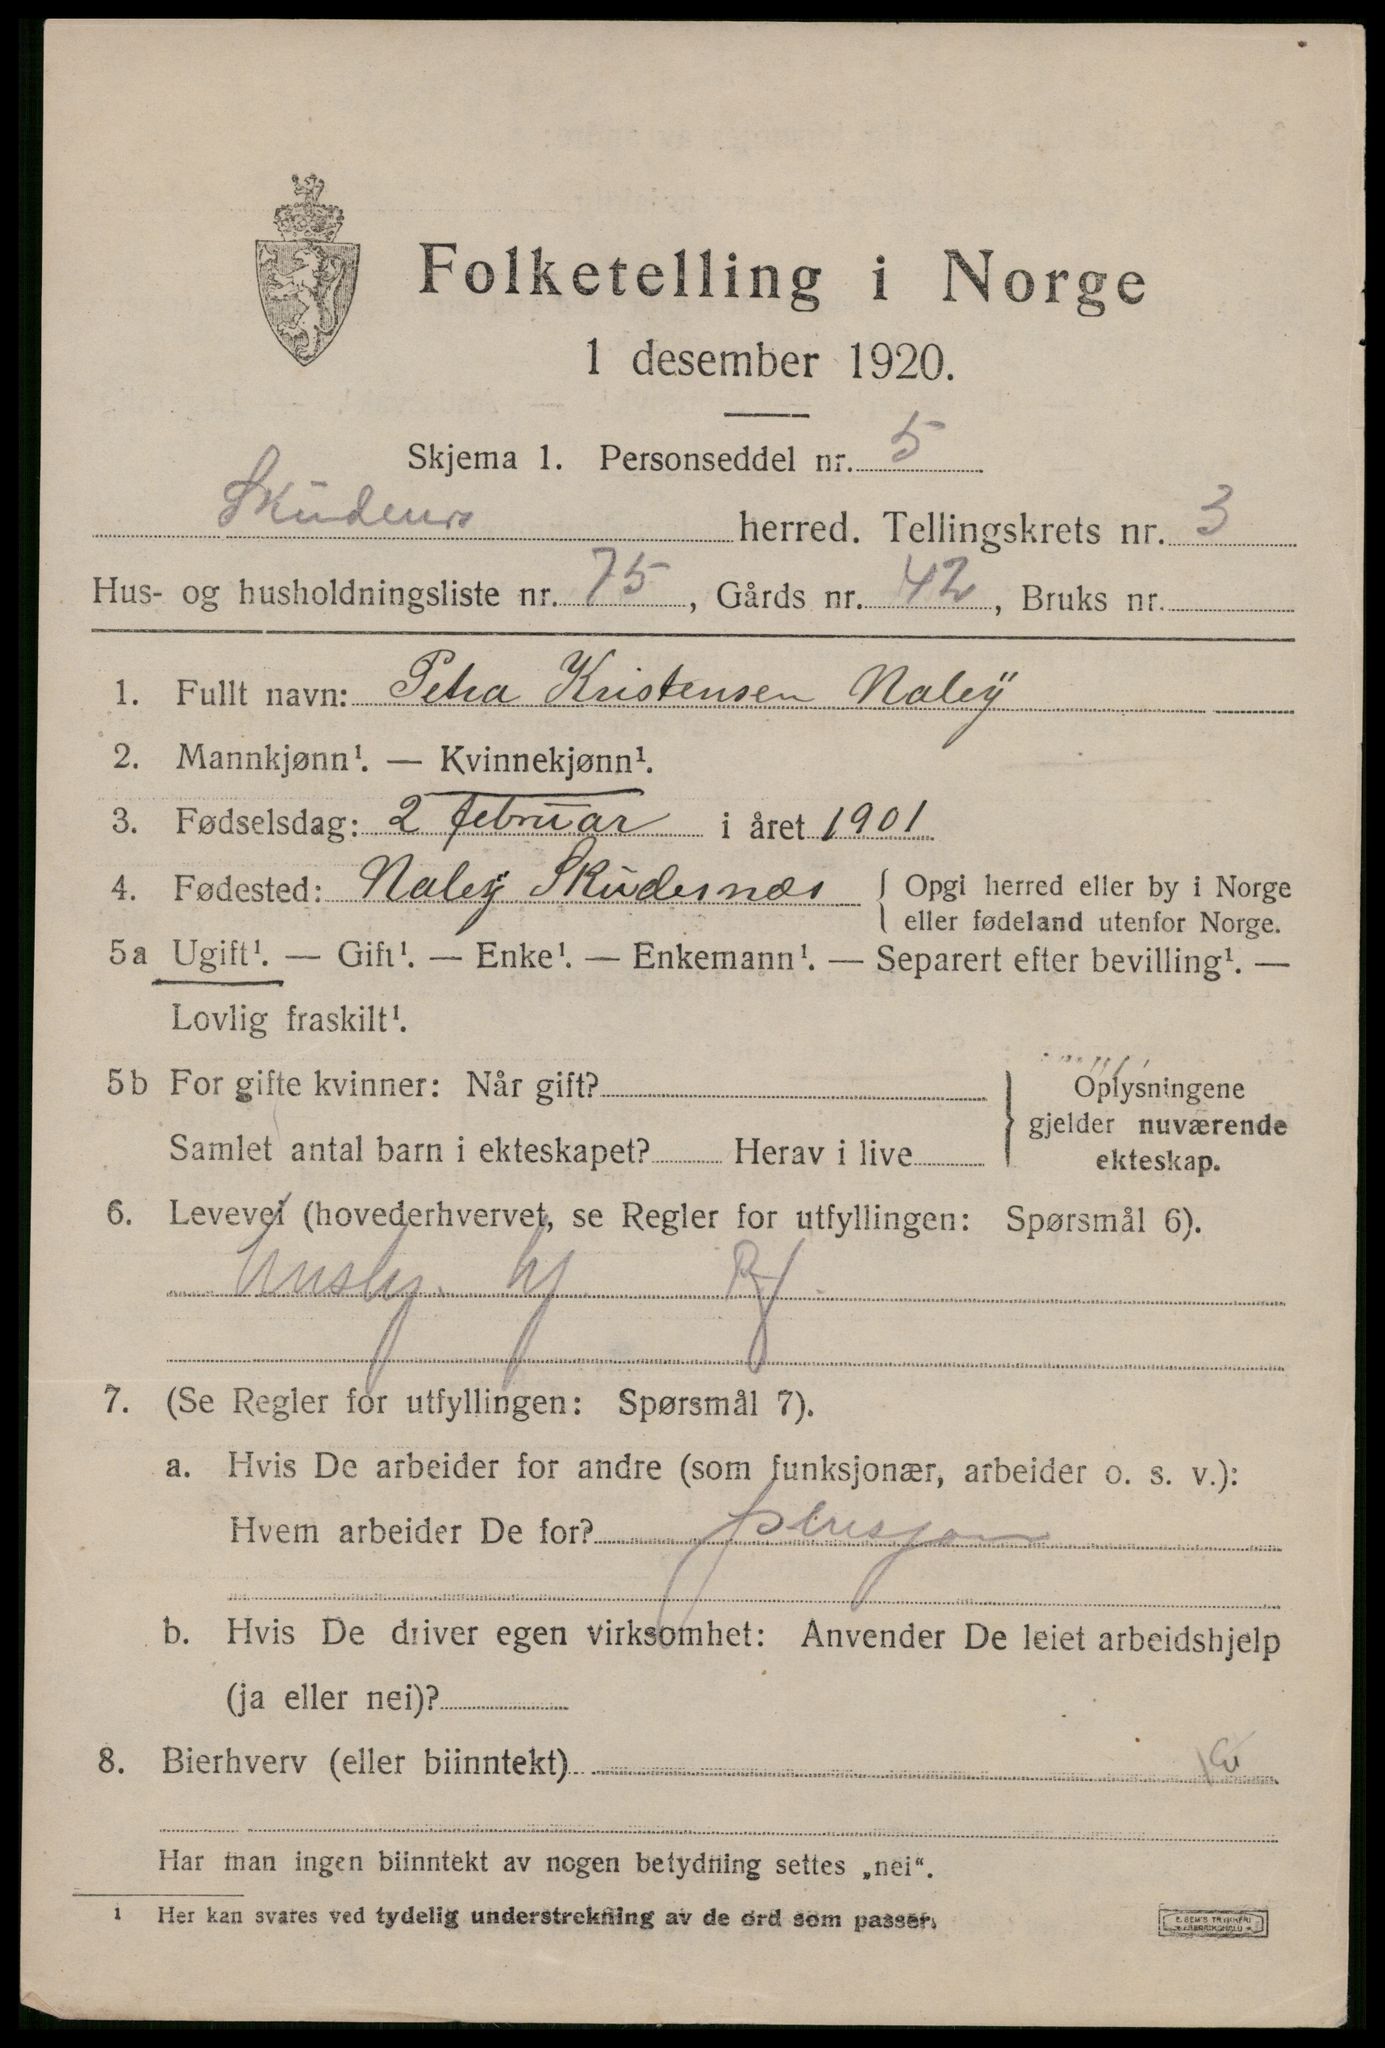 Folketelling i Norge
1 desember 1920.
Skjema 1. Personseddel nr. 5
Skudenes herred. Tellingskrets nr. 3
Hus- og husholdningsliste nr. 75, Gårds nr. 42, Bruks nr.
1. Fullt navn: Petra Kristensen Naley
2. Mannkjønn¹. — Kvinnekjønn¹.
3. Fødselsdag: 2 februar i året 1901
4. Fødested: Naley Skudesnæs { Opgi herred eller by i Norge
eller fødeland utenfor Norge.
5a Ugift¹. — Gift¹. — Enke¹. — Enkemann¹. — Separert efter bevilling¹. —
Lovlig fraskilt¹.
5b For gifte kvinner: Når gift?
Samlet antal barn i ekteskapet? Herav i live
} Oplysningene
gjelder nuværende
ekteskap.
6. Levevei (hovederhvervet, se Regler for utfyllingen: Spørsmål 6).
7. (Se Regler for utfyllingen: Spørsmål 7).
a. Hvis De arbeider for andre (som funksjonær, arbeider o. s. v.):
Hvem arbeider De for?
b. Hvis De driver egen virksomhet: Anvender De leiet arbeidshjelp
(ja eller nei)?
8. Bierhverv (eller biinntekt)
Har man ingen biinntekt av nogen betydning settes „nei“.
¹ Her kan svares ved tydelig understrekning av de ord som passer.
E. SEM'S TRYKKERI
FREDRIKSHALD